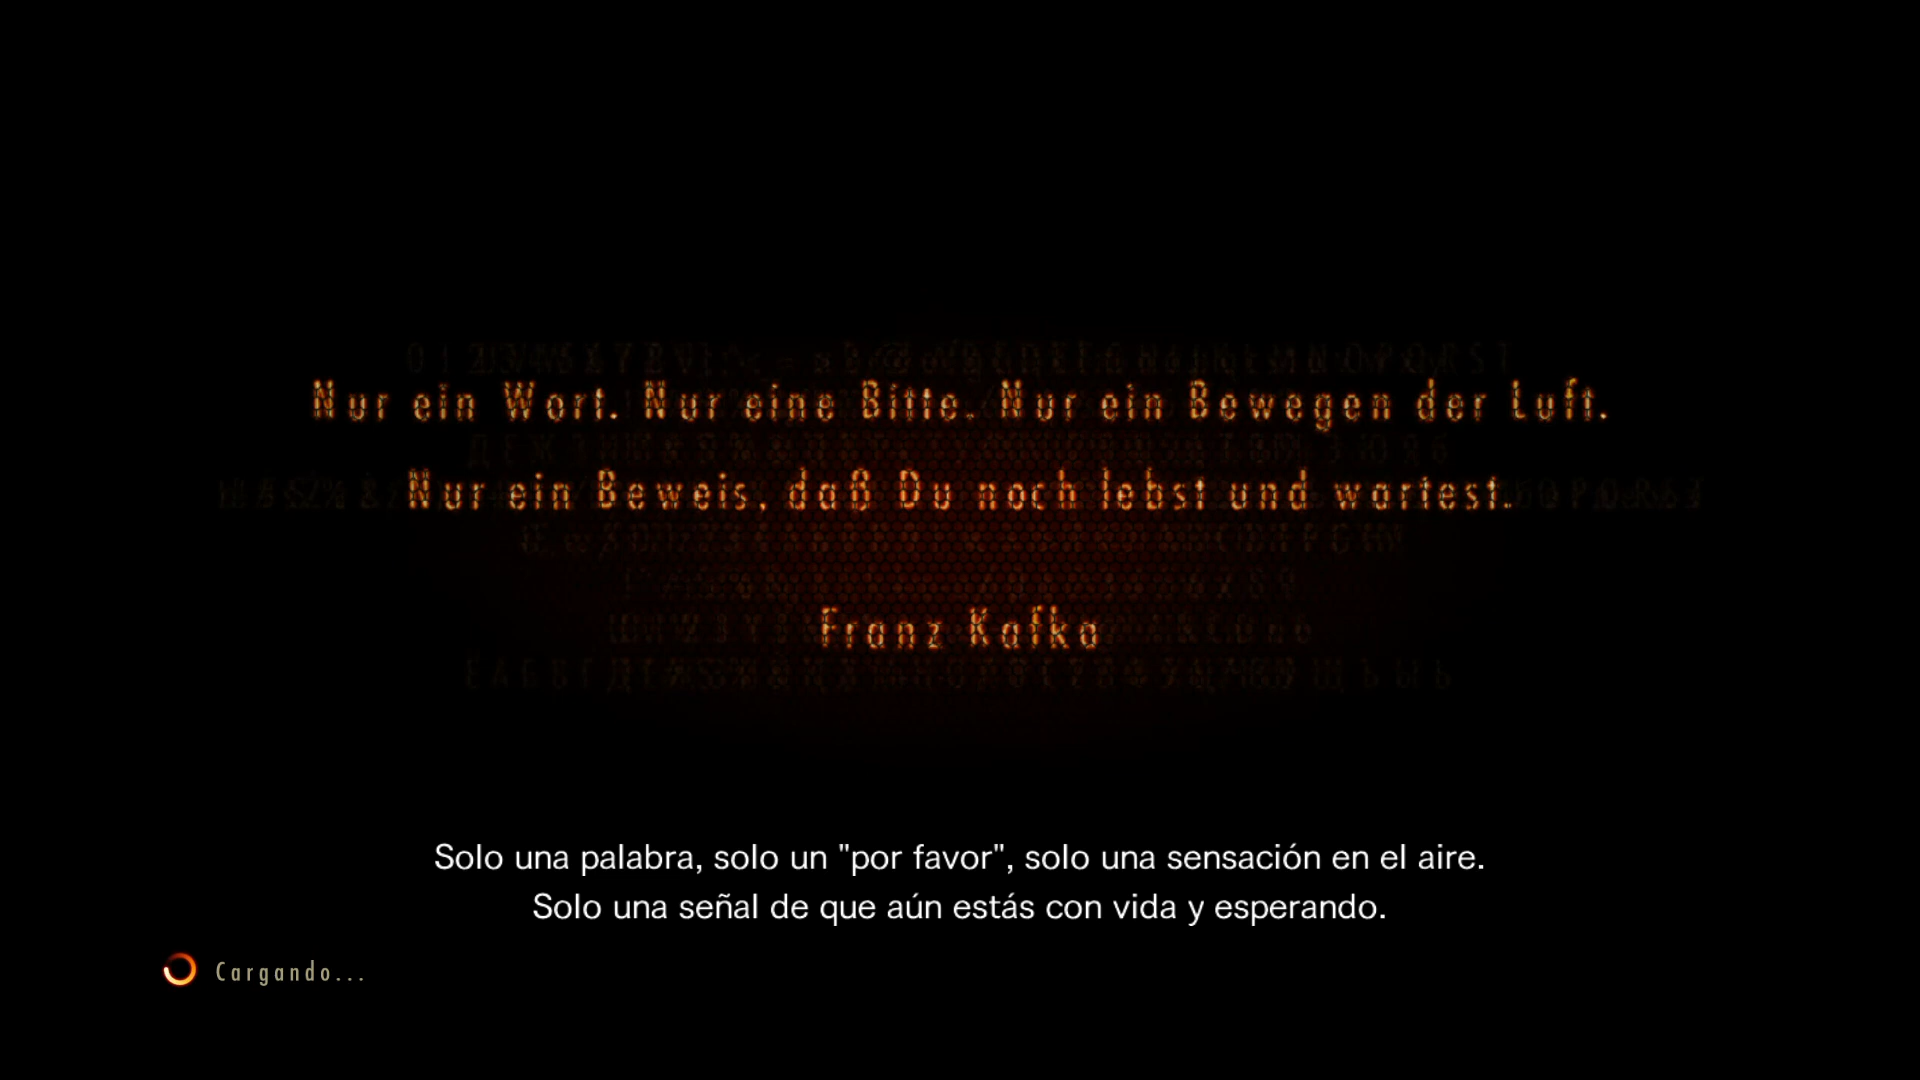 Nur ein Wort. Nur eine Bitte. Nur ein Bewegen der Luft.
Nur ein Beweis, daß Du noch lebst und wartest.
Franz Kafka
Solo una palabra, solo un "por favor", solo una sensación en el aire.
Solo una señal de que aún estás con vida y esperando.
Cargando...